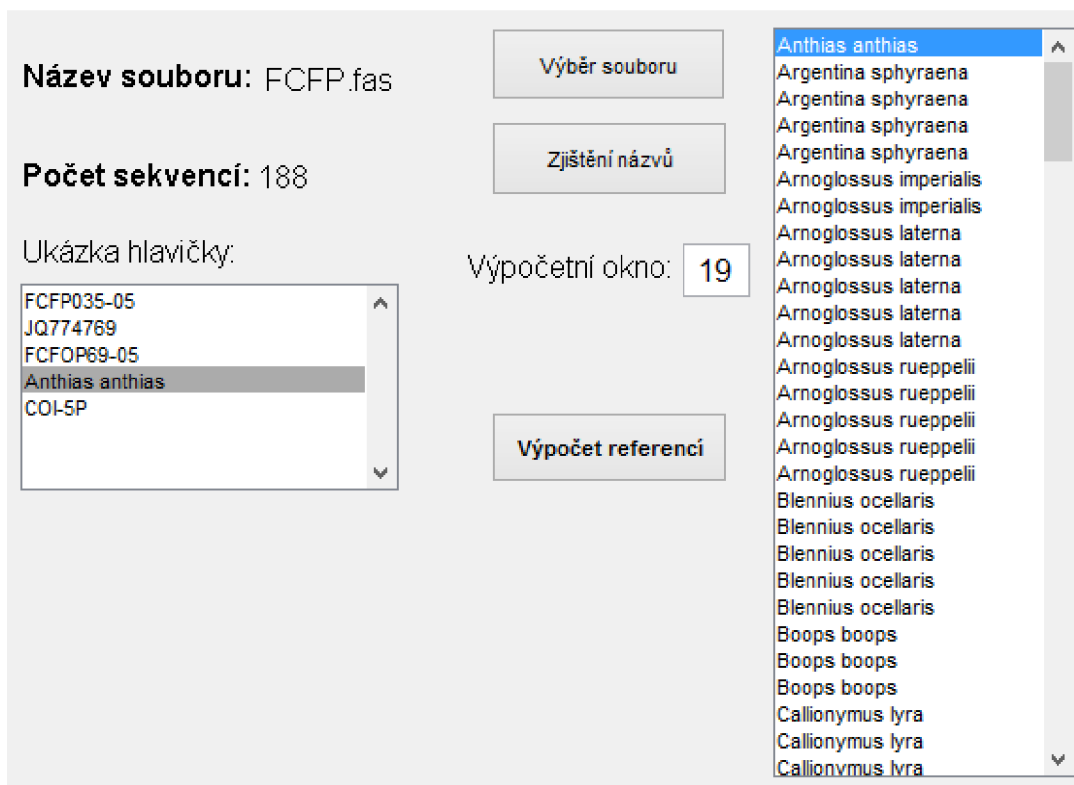 Název souboru: FCFP.fas
Výběr souboru
Zjištění názvů
Počet sekvencí: 188
Ukázka hlavičky:
FCFP035-05
JQ774769
FCFOP69-05
Anthias anthias
COI-5P
Výpočetní okno: 19
Výpočet referencí
Anthias anthias
Argentina sphyraena
Argentina sphyraena
Argentina sphyraena
Argentina sphyraena
Arnoglossus imperialis
Arnoglossus imperialis
Arnoglossus laterna
Arnoglossus laterna
Arnoglossus laterna
Arnoglossus laterna
Arnoglossus laterna
Arnoglossus rueppelii
Arnoglossus rueppelii
Arnoglossus rueppelii
Arnoglossus rueppelii
Arnoglossus rueppelii
Blennius ocellaris
Blennius ocellaris
Blennius ocellaris
Blennius ocellaris
Blennius ocellaris
Boops boops
Boops boops
Boops boops
Callionymus lyra
Callionymus lyra
Callionymus lyra